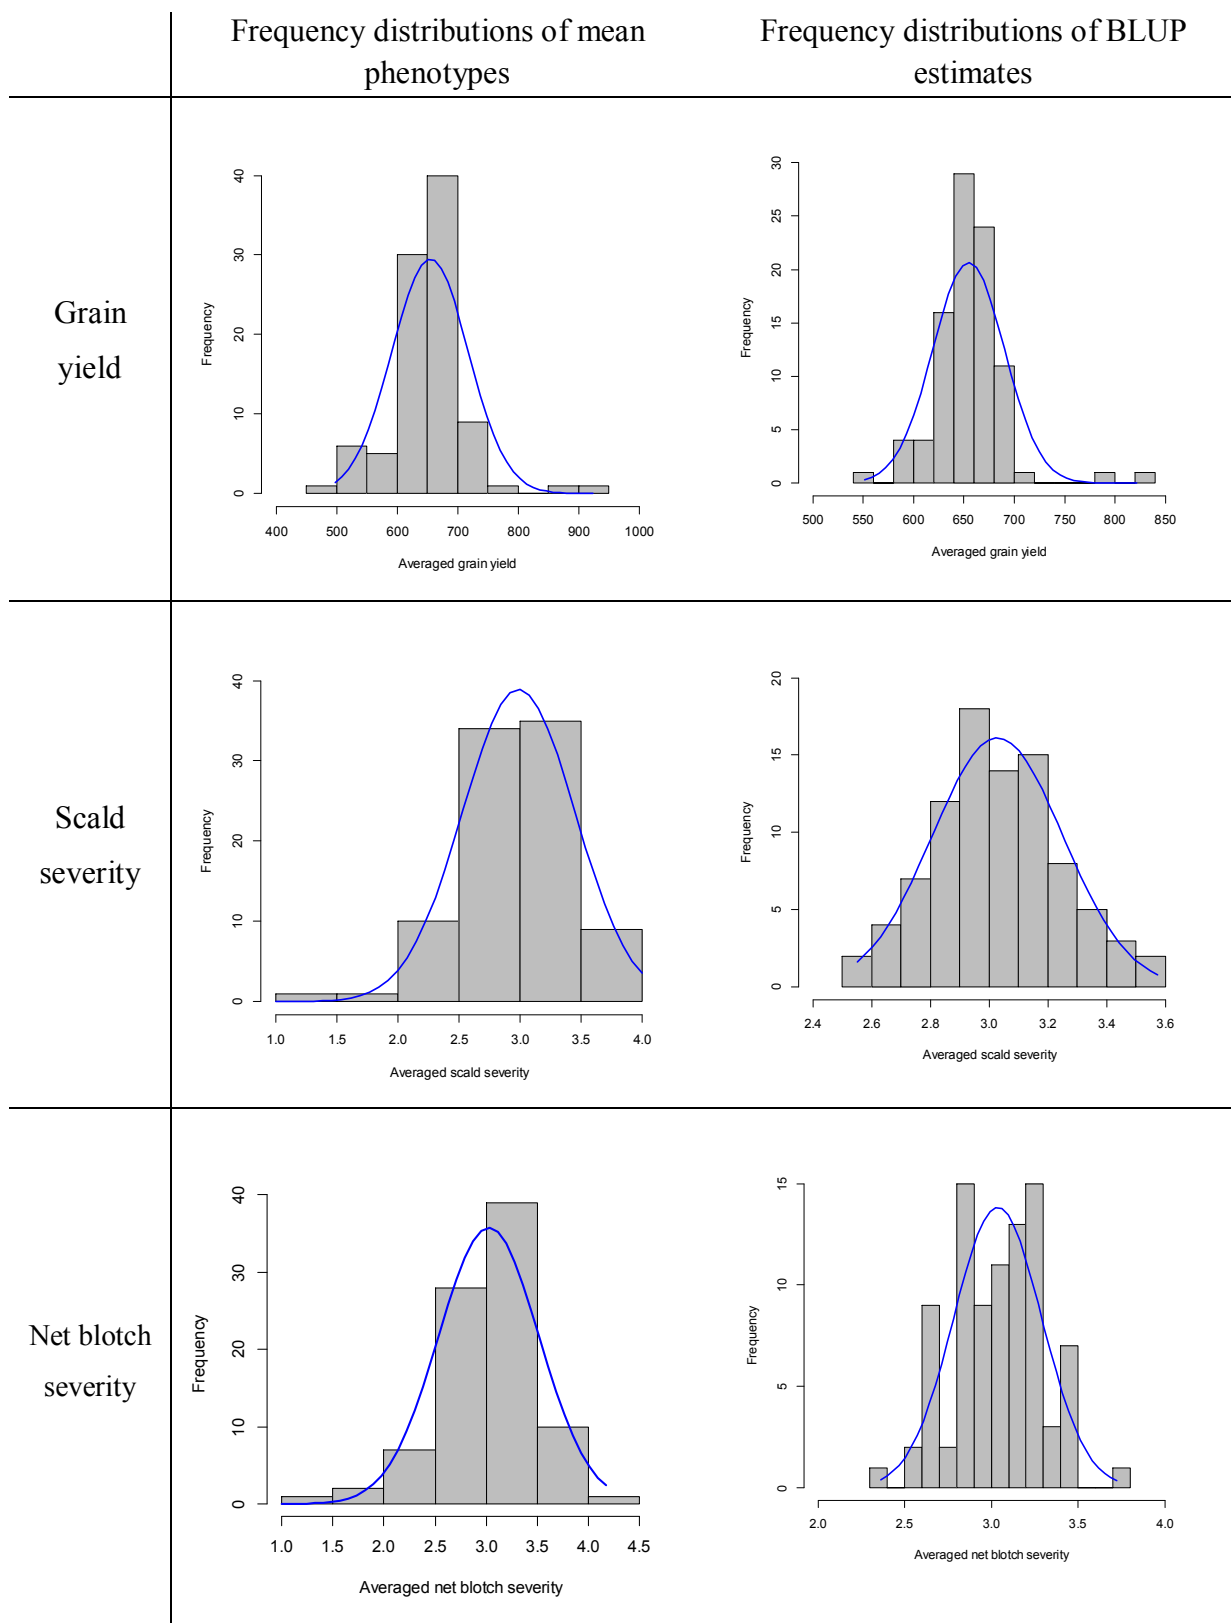 Frequency distributions of mean
phenotypes
Frequency distributions of BLUP
estimates
Grain
yield
Frequency
0
10
20
30
40
400 500 600 700 800 900 1000
Averaged grain yield
Frequency
0
5
10
15
20
25
30
500 550 600 650 700 750 800 850
Averaged grain yield
Scald
severity
Frequency
0
10
20
30
40
1.0 1.5 2.0 2.5 3.0 3.5 4.0
Averaged scald severity
Frequency
0
5
10
15
20
2.4 2.6 2.8 3.0 3.2 3.4 3.6
Averaged scald severity
Net blotch
severity
Frequency
0
10
20
30
40
1.0 1.5 2.0 2.5 3.0 3.5 4.0 4.5
Averaged net blotch severity
Frequency
0
5
10
15
2.0 2.5 3.0 3.5 4.0
Averaged net blotch severity